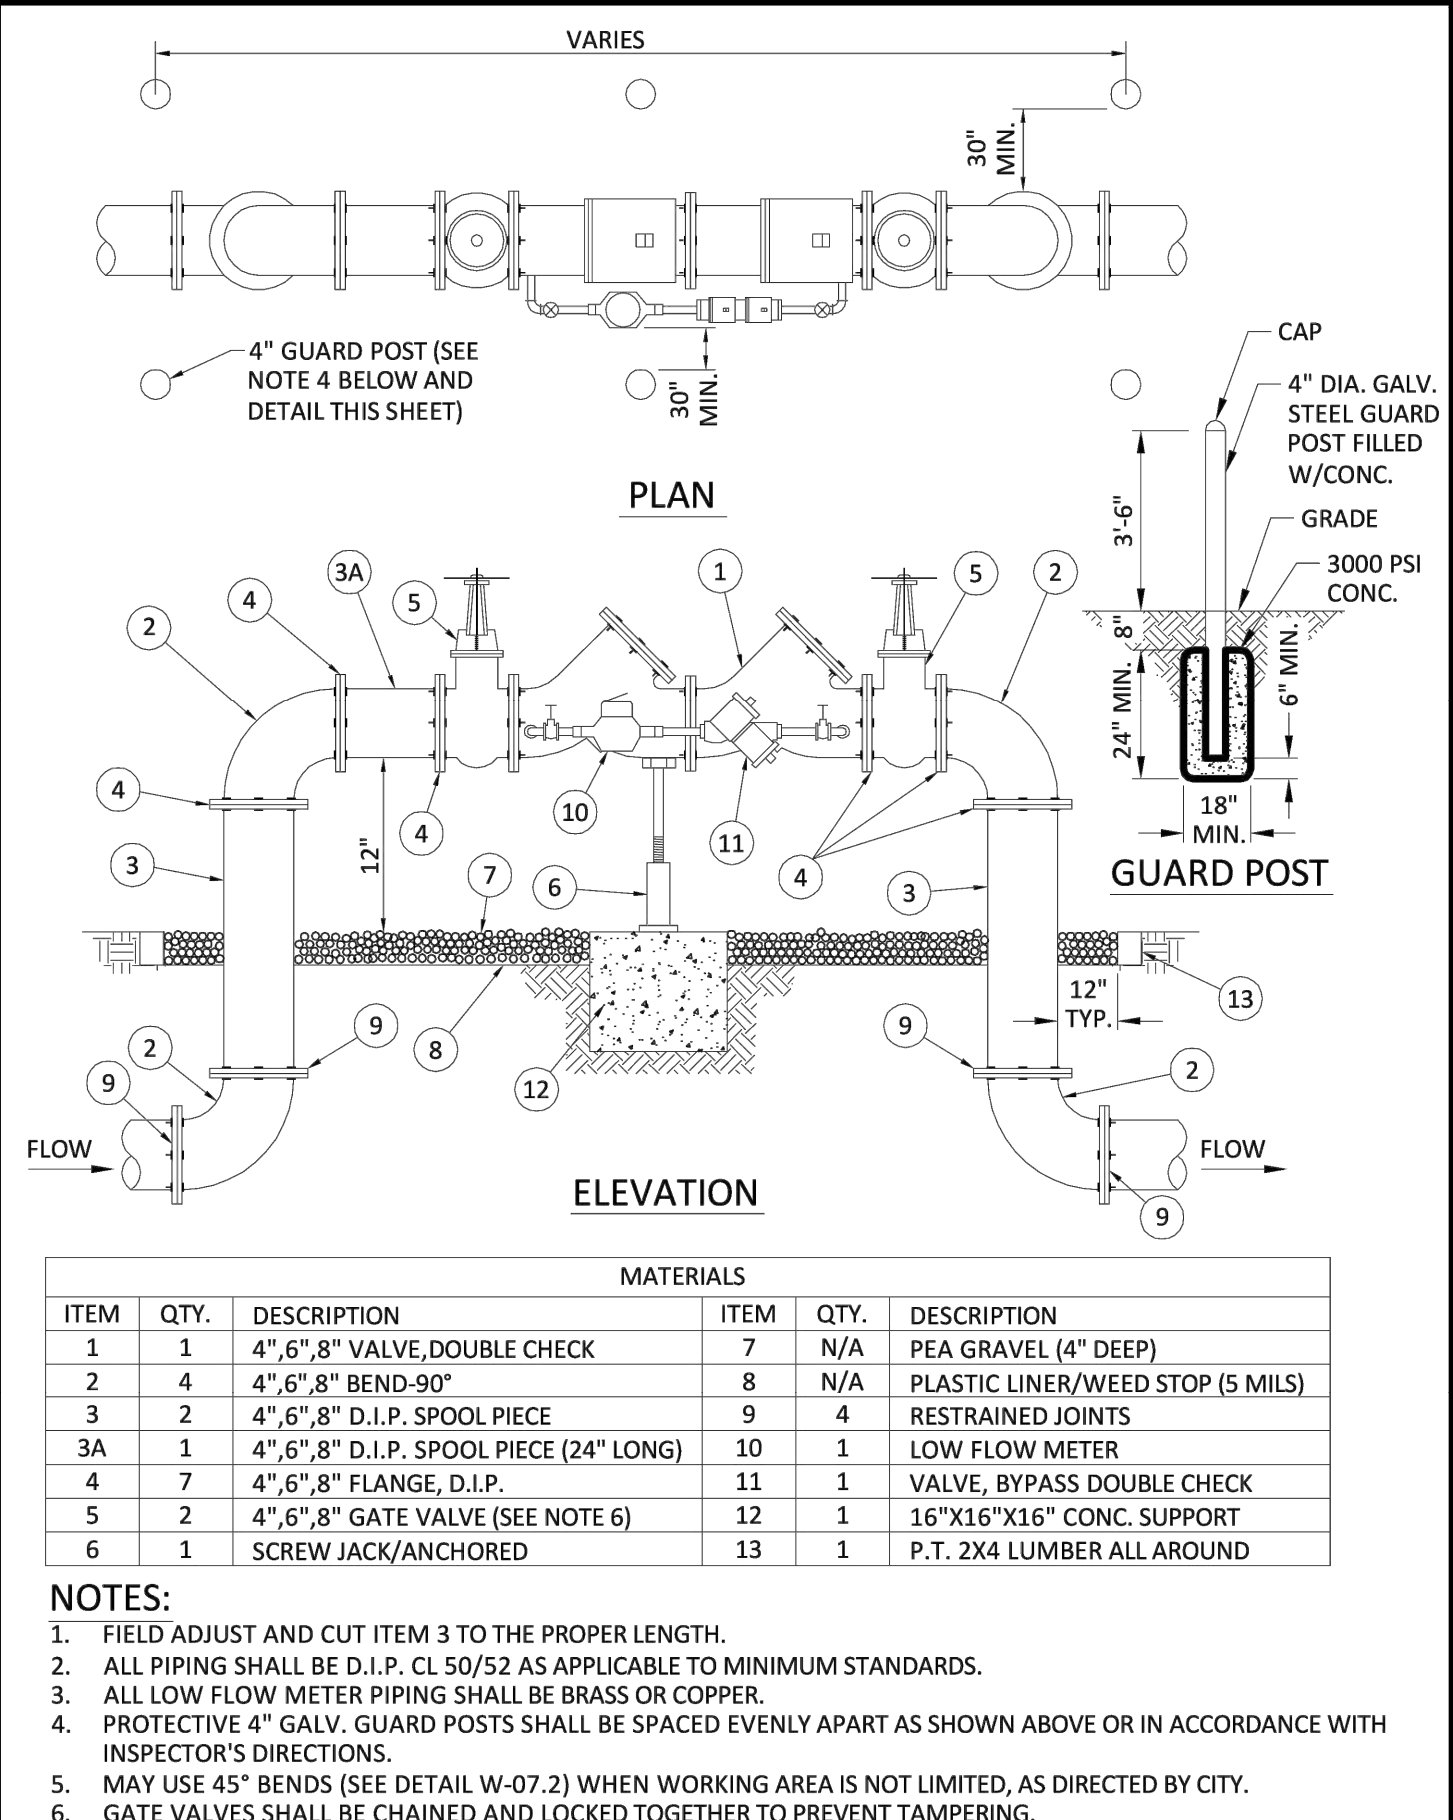 VARIES
30" MIN.
4" GUARD POST (SEE
NOTE 4 BELOW AND
DETAIL THIS SHEET)
30" MIN.
PLAN
CAP
4" DIA. GALV.
STEEL GUARD
POST FILLED
W/CONC.
GRADE
3000 PSI
CONC.
3'-6"
8"
24" MIN.
6" MIN.
18"
MIN.
GUARD POST
3A
1
5
2
4
5
2
4
10
11
4
3
12"
7
6
4
3
12"
TYP.
13
9
8
9
2
12
2
9
FLOW
FLOW
9
ELEVATION
MATERIALS
ITEM QTY. DESCRIPTION ITEM QTY. DESCRIPTION
1 1 4",6",8" VALVE,DOUBLE CHECK 7 N/A PEA GRAVEL (4" DEEP)
2 4 4",6",8" BEND-90° 8 N/A PLASTIC LINER/WEED STOP (5 MILS)
3 2 4",6",8" D.I.P. SPOOL PIECE 9 4 RESTRAINED JOINTS
3A 1 4",6",8" D.I.P. SPOOL PIECE (24" LONG) 10 1 LOW FLOW METER
4 7 4",6",8" FLANGE, D.I.P. 11 1 VALVE, BYPASS DOUBLE CHECK
5 2 4",6",8" GATE VALVE (SEE NOTE 6) 12 1 16"X16"X16" CONC. SUPPORT
6 1 SCREW JACK/ANCHORED 13 1 P.T. 2X4 LUMBER ALL AROUND
NOTES:
1. FIELD ADJUST AND CUT ITEM 3 TO THE PROPER LENGTH.
2. ALL PIPING SHALL BE D.I.P. CL 50/52 AS APPLICABLE TO MINIMUM STANDARDS.
3. ALL LOW FLOW METER PIPING SHALL BE BRASS OR COPPER.
4. PROTECTIVE 4" GALV. GUARD POSTS SHALL BE SPACED EVENLY APART AS SHOWN ABOVE OR IN ACCORDANCE WITH
INSPECTOR'S DIRECTIONS.
5. MAY USE 45° BENDS (SEE DETAIL W-07.2) WHEN WORKING AREA IS NOT LIMITED, AS DIRECTED BY CITY.
6. GATE VALVES SHALL BE CHAINED AND LOCKED TOGETHER TO PREVENT TAMPERING.